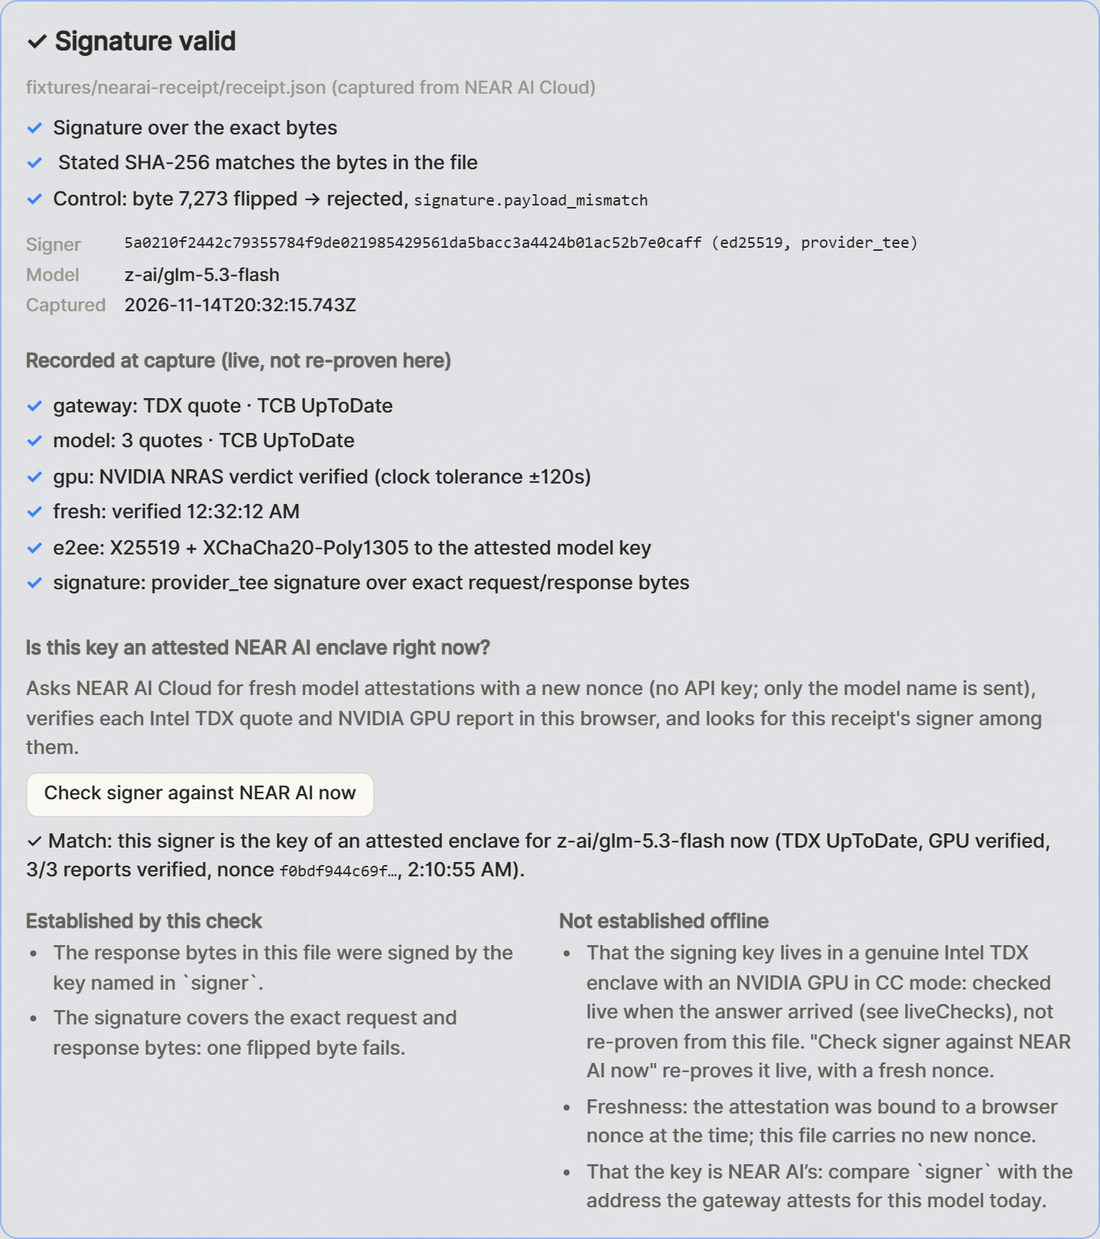 ✓ Signature valid
fixtures/nearai-receipt/receipt.json (captured from NEAR AI Cloud)
✓ Signature over the exact bytes
✓ Stated SHA-256 matches the bytes in the file
✓ Control: byte 7,273 flipped → rejected, signature.payload_mismatch
Signer 5a0210f2442c79355784f9de021985429561da5bacc3a4424b01ac52b7e0caff (ed25519, provider_tee)
Model z-ai/glm-5.3-flash
Captured 2026-11-14T20:32:15.743Z
Recorded at capture (live, not re-proven here)
✓ gateway: TDX quote · TCB UpToDate
✓ model: 3 quotes · TCB UpToDate
✓ gpu: NVIDIA NRAS verdict verified (clock tolerance ±120s)
✓ fresh: verified 12:32:12 AM
✓ e2ee: X25519 + XChaCha20-Poly1305 to the attested model key
✓ signature: provider_tee signature over exact request/response bytes
Is this key an attested NEAR AI enclave right now?
Asks NEAR AI Cloud for fresh model attestations with a new nonce (no API key; only the model name is sent),
verifies each Intel TDX quote and NVIDIA GPU report in this browser, and looks for this receipt's signer among
them.
Check signer against NEAR AI now
✓ Match: this signer is the key of an attested enclave for z-ai/glm-5.3-flash now (TDX UpToDate, GPU verified,
3/3 reports verified, nonce f0bdf944c69f…, 2:10:55 AM).
Established by this check
• The response bytes in this file were signed by the
key named in `signer`.
• The signature covers the exact request and
response bytes: one flipped byte fails.
Not established offline
• That the signing key lives in a genuine Intel TDX
enclave with an NVIDIA GPU in CC mode: checked
live when the answer arrived (see liveChecks), not
re-proven from this file. "Check signer against NEAR
AI now" re-proves it live, with a fresh nonce.
• Freshness: the attestation was bound to a browser
nonce at the time; this file carries no new nonce.
• That the key is NEAR AI’s: compare `signer` with the
address the gateway attests for this model today.